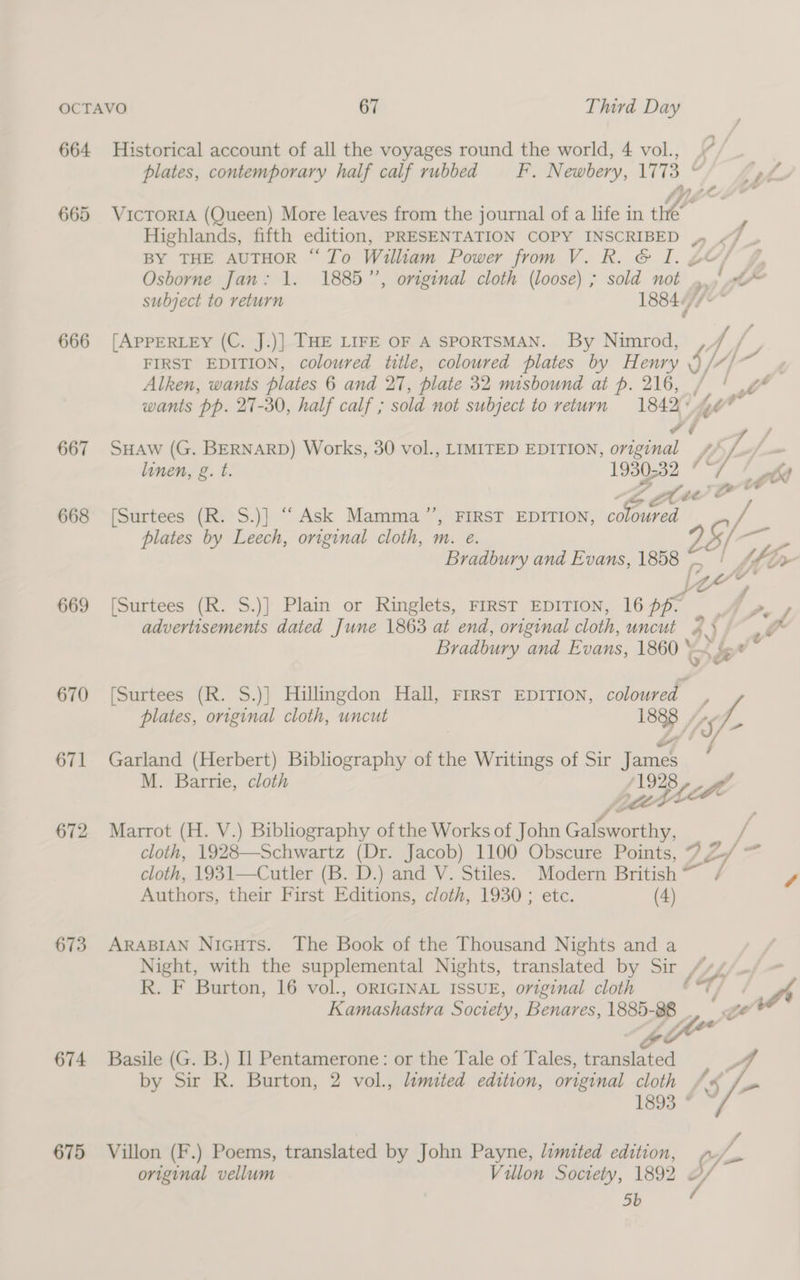 OCTAVO 67 Third Day
664 Historical account of all the voyages round the world, 4 vol.,
plates, contemporary half calf rubbed F. Newbery, 1773
665 VICTORIA (Queen) More leaves from the journal of a life in the
Highlands, fifth edition, PRESENTATION COPY INSCRIBED
BY THE AUTHOR “ To William Power from V. R. & I.
Osborne Jan: 1. 1885 ”, original cloth (loose) ; sold not
subject to return 1884
666 [APPERLEY (C. J.)] THE LIFE OF A SPORTSMAN. By Nimrod,
FIRST EDITION, coloured title, coloured plates by Henry
Alken, wants plates 6 and 27, plate 32 misbound at p. 216,
wants pp. 27-30, half calf ; sold not subject to return 1842
667 SHAW (G. BERNARD) Works, 30 vol., LIMITED EDITION, original
linen, g. t. 1930-32
668 [Surtees (R. S.)] “ Ask Mamma ”, FIRST EDITION, coloured
plates by Leech, original cloth, m. e.
Bradbury and Evans, 1858
669 [Surtees (R. S.)] Plain or Ringlets, FIRST EDITION, 16 pp.
advertisements dated June 1863 at end, original cloth, uncut
Bradbury and Evans, 1860
670 [Surtees (R. S.)] Hillingdon Hall, FIRST EDITION, coloured
plates, original cloth, uncut 1888
671 Garland (Herbert) Bibliography of the Writings of Sir James
M. Barrie, cloth 1928
672 Marrot (H. V.) Bibliography of the Works of John Galsworthy,
cloth, 1928—Schwartz (Dr. Jacob) 1100 Obscure Points,
cloth, 1931—Cutler (B. D.) and V. Stiles. Modern British
Authors, their First Editions, cloth, 1930 ; etc. (4)
673 ARABIAN NIGHTS. The Book of the Thousand Nights and a
Night, with the supplemental Nights, translated by Sir
R. F Burton, 16 vol., ORIGINAL ISSUE, original cloth
Kamashastra Society, Benares, 1885-88
674 Basile (G. B.) Il Pentamerone : or the Tale of Tales, translated
by Sir R. Burton, 2 vol., limited edition, original cloth
1893
675 Villon (F.) Poems, translated by John Payne, limited edition,
original vellum Villon Society, 1892
5b